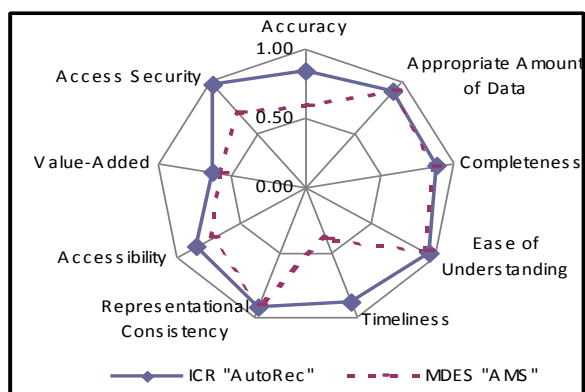 Accuracy
1.00
Access Security
Appropriate Amount
of Data
0.50
Value-Added
Completeness
0.00
Accessibility
Ease of
Understanding
Representational
Consistency
Timeliness
ICR "AutoRec"
MDES "AMS"